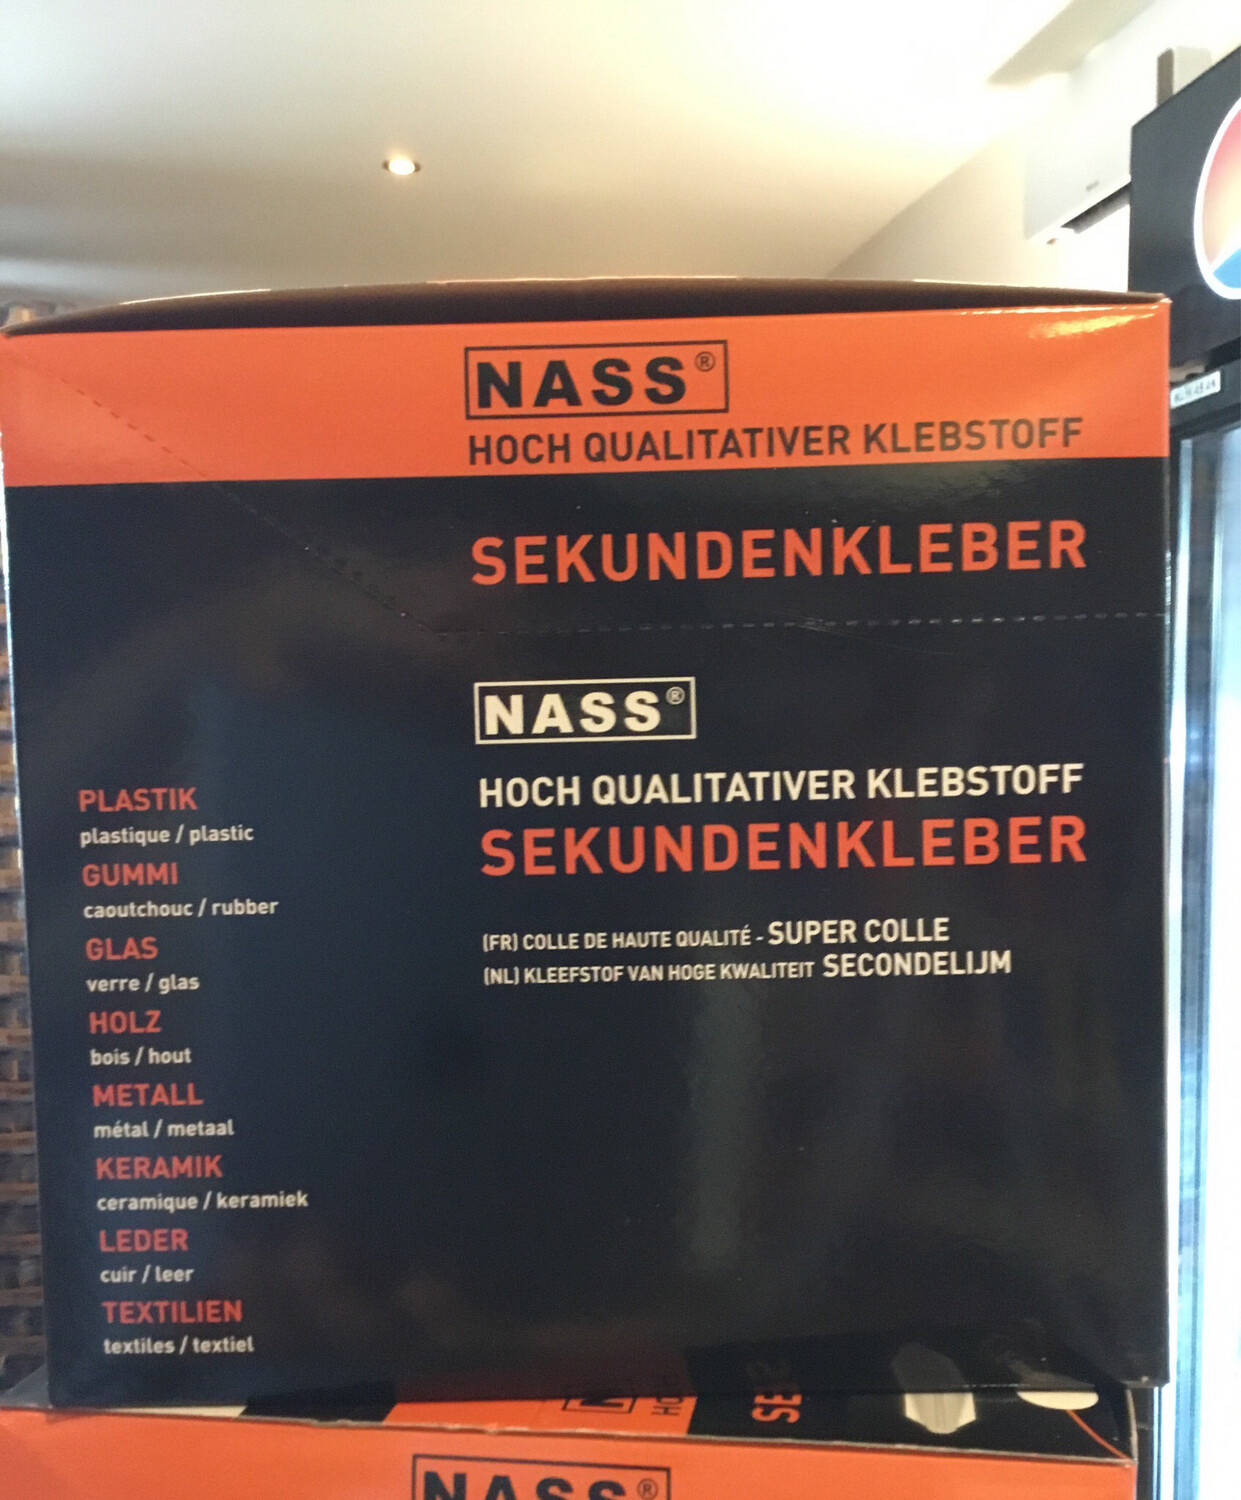 NASS®
HOCH QUALITATIVER KLEBSTOFF
SEKUNDENKLEBER
NASS®
HOCH QUALITATIVER KLEBSTOFF
SEKUNDENKLEBER
(FR) COLLE DE HAUTE QUALITÉ - SUPER COLLE
(NL) KLEEFSTOF VAN HOGE KWALITEIT SECONDELIJM
PLASTIK
plastique / plastic
GUMMI
caoutchouc / rubber
GLAS
verre / glas
HOLZ
bois / hout
METALL
métal / metaal
KERAMIK
ceramique / keramiek
LEDER
cuir / leer
TEXTILIEN
textiles / textiel
NASS®